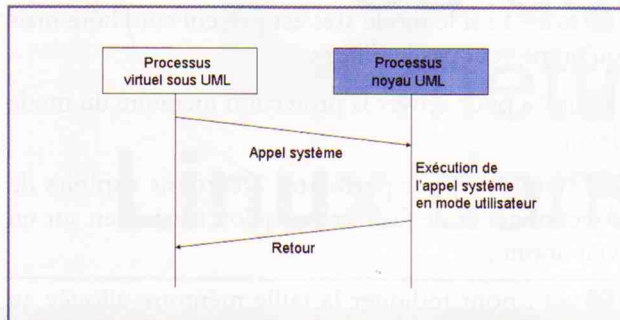 Processus
virtuel sous UML
Processus
noyau UML
Appel système
Exécution de
l'appel système
en mode utilisateur
Retour